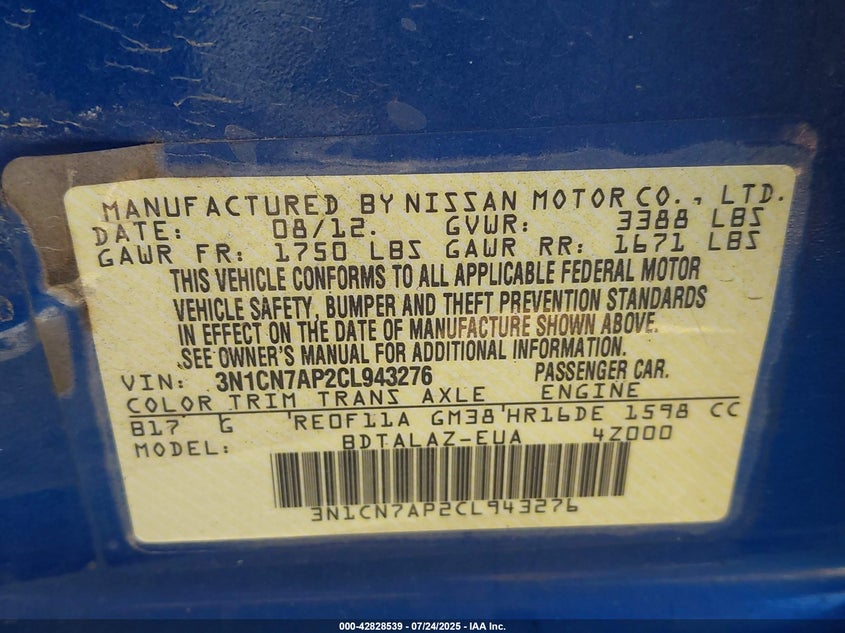 MANUFACTURED BY NISSAN MOTOR CO., LTD.
DATE: 08/12. GVWR: 3388 LBS
GAWR FR: 1750 LBS GAWR RR: 1671 LBS
THIS VEHICLE CONFORMS TO ALL APPLICABLE FEDERAL MOTOR
VEHICLE SAFETY, BUMPER AND THEFT PREVENTION STANDARDS
IN EFFECT ON THE DATE OF MANUFACTURE SHOWN ABOVE.
SEE OWNER'S MANUAL FOR ADDITIONAL INFORMATION.
VIN: 3N1CN7AP2CL943276 PASSENGER CAR.
COLOR TRIM TRANS AXLE ENGINE
B17 G RE0F11A GM38 HR16DE 1598 CC
MODEL: BDTALAZ-EUA 4Z000
3N1CN7AP2CL943276
000-42828539 - 07/24/2025 - IAA Inc.